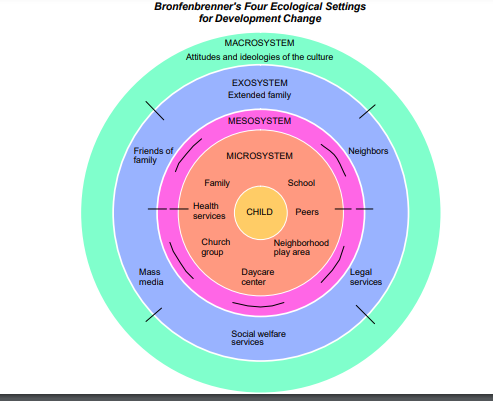 Bronfenbrenner's Four Ecological Settings
for Development Change
MACROSYSTEM
Attitudes and ideologies of the culture
EXOSYSTEM
Extended family
MESOSYSTEM
Friends of
family
Neighbors
MICROSYSTEM
Family
School
Health
services
CHILD
Peers
Church
group
Neighborhood
play area
Daycare
center
Mass
media
Legal
services
Social welfare
services